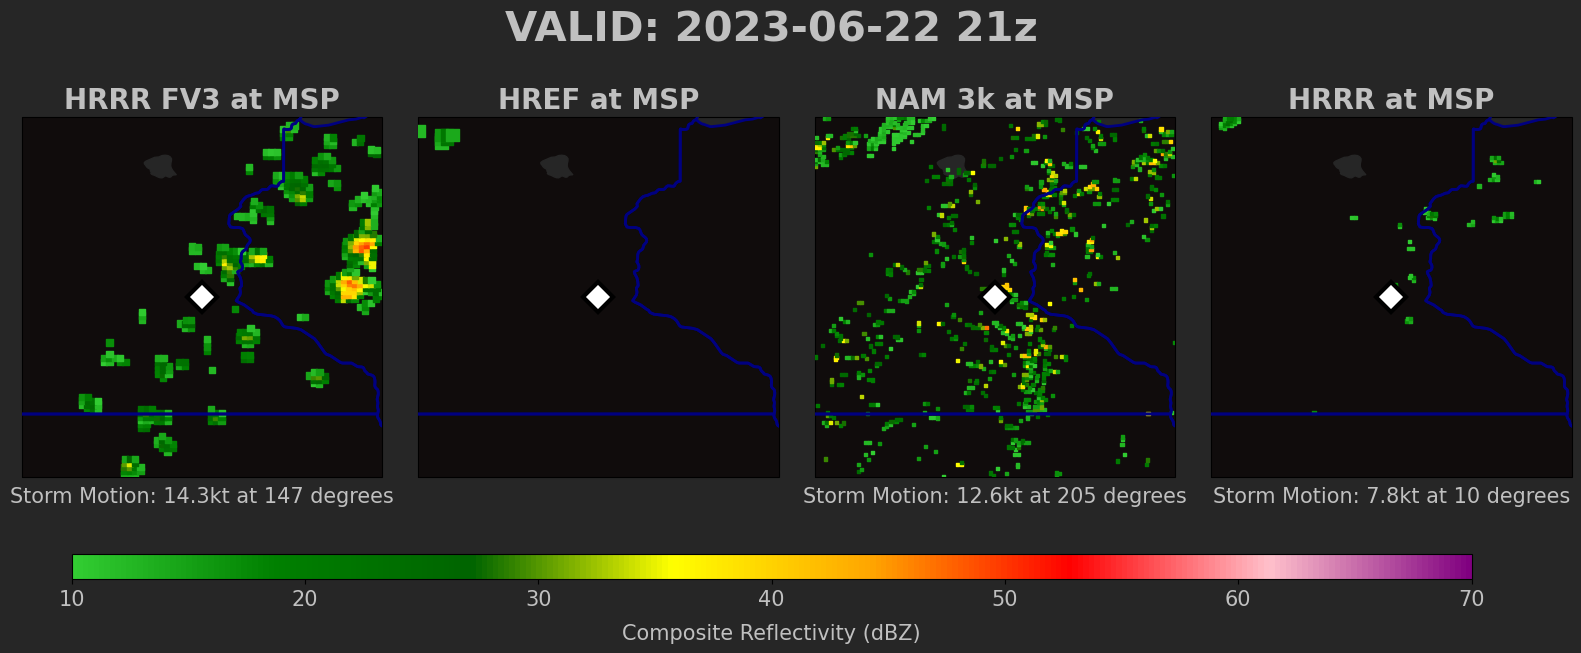 VALID: 2023-06-22 21z
HRRR FV3 at MSP
HREF at MSP
NAM 3k at MSP
HRRR at MSP
Storm Motion: 14.3kt at 147 degrees
Storm Motion: 12.6kt at 205 degrees
Storm Motion: 7.8kt at 10 degrees
10 20 30 40 50 60 70
Composite Reflectivity (dBZ)